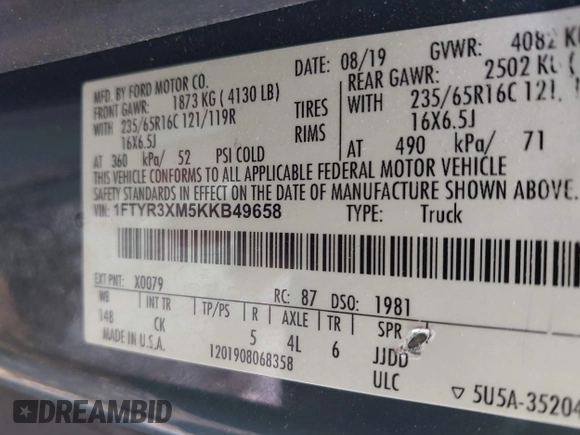 DATE: 08/19 GVWR: 4082
MFD. BY FORD MOTOR CO.
FRONT GAWR: 1873 KG ( 4130 LB) REAR GAWR: 2502
WITH 235/65R16C 121/119R TIRES WITH 235/65R16C
16X6.5J RIMS 16X6.5J
AT 360 kPa/ 52 PSI COLD AT 490 kPa/ 71
THIS VEHICLE CONFORMS TO ALL APPLICABLE FEDERAL MOTOR VEHICLE
SAFETY STANDARDS IN EFFECT ON THE DATE OF MANUFACTURE SHOWN ABOVE.
VIN: 1FTYR3XM5KKB49658 TYPE: Truck
EXT PNT: X0079 RC: 87 DSO: 1981
WB INT TR TP/PS R AXLE TR SPR
148 CK 5 4L 6 JJDD
MADE IN U.S.A. 1201908068358 ULC
▽ 5U5A-35204
DREAMBID